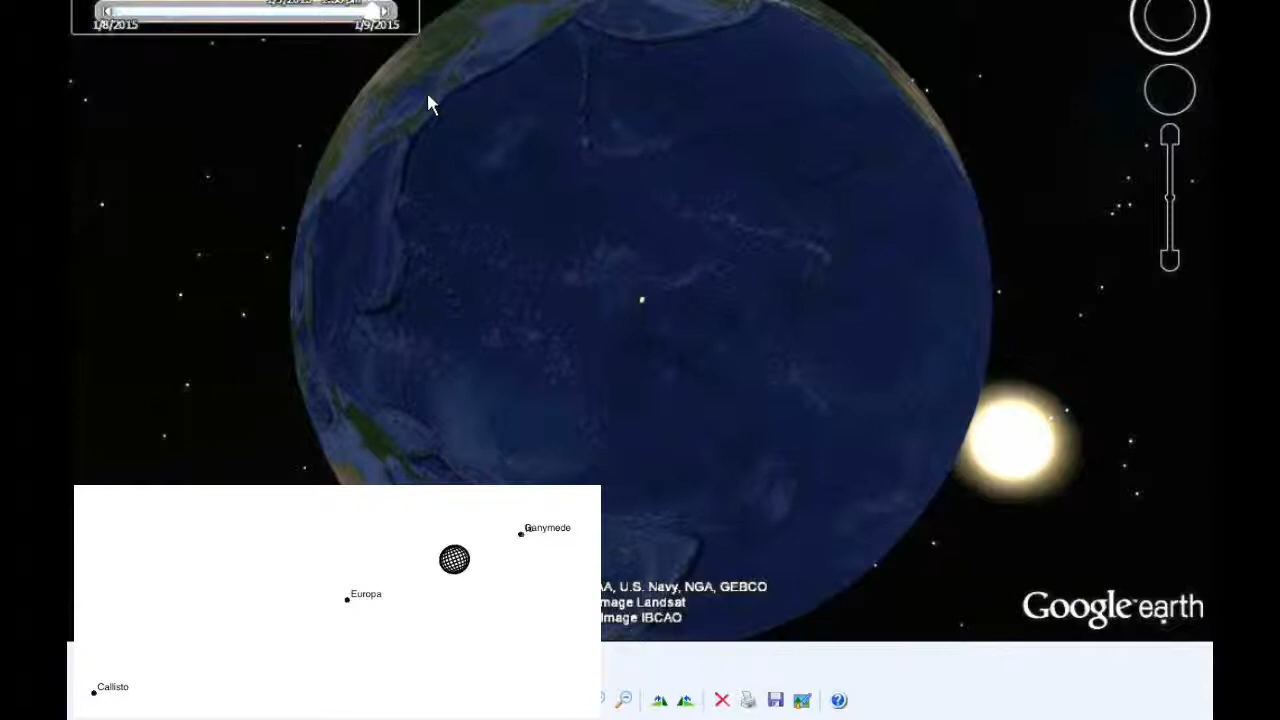 1/8/2015
1/9/2015
Ganymede
Europa
Callisto
U.S. Navy, NGA, GEBCO
Image Landsat
Image IBCAO
Google earth